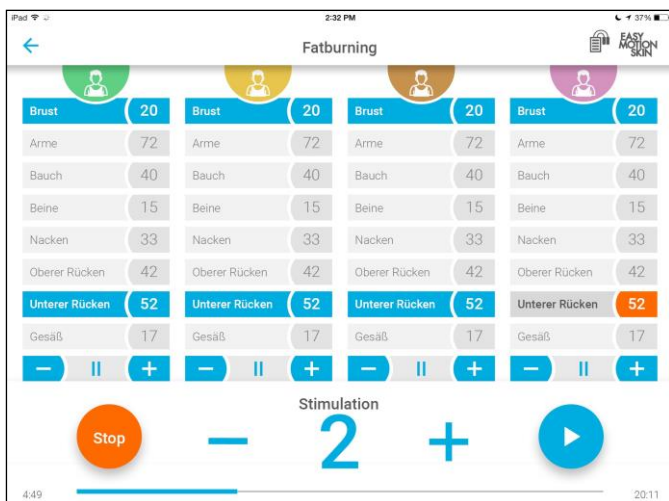 iPad 2:32 PM 37%
Fatburning EASY MOTION SKIN
Brust 20 Brust 20 Brust 20 Brust 20
Arme 72 Arme 72 Arme 72 Arme 72
Bauch 40 Bauch 40 Bauch 40 Bauch 40
Beine 15 Beine 15 Beine 15 Beine 15
Nacken 33 Nacken 33 Nacken 33 Nacken 33
Oberer Rücken 42 Oberer Rücken 42 Oberer Rücken 42 Oberer Rücken 42
Unterer Rücken 52 Unterer Rücken 52 Unterer Rücken 52 Unterer Rücken 52
Gesäß 17 Gesäß 17 Gesäß 17 Gesäß 17
− + − + − + − +
Stimulation
Stop − 2 +
4:49 20:11